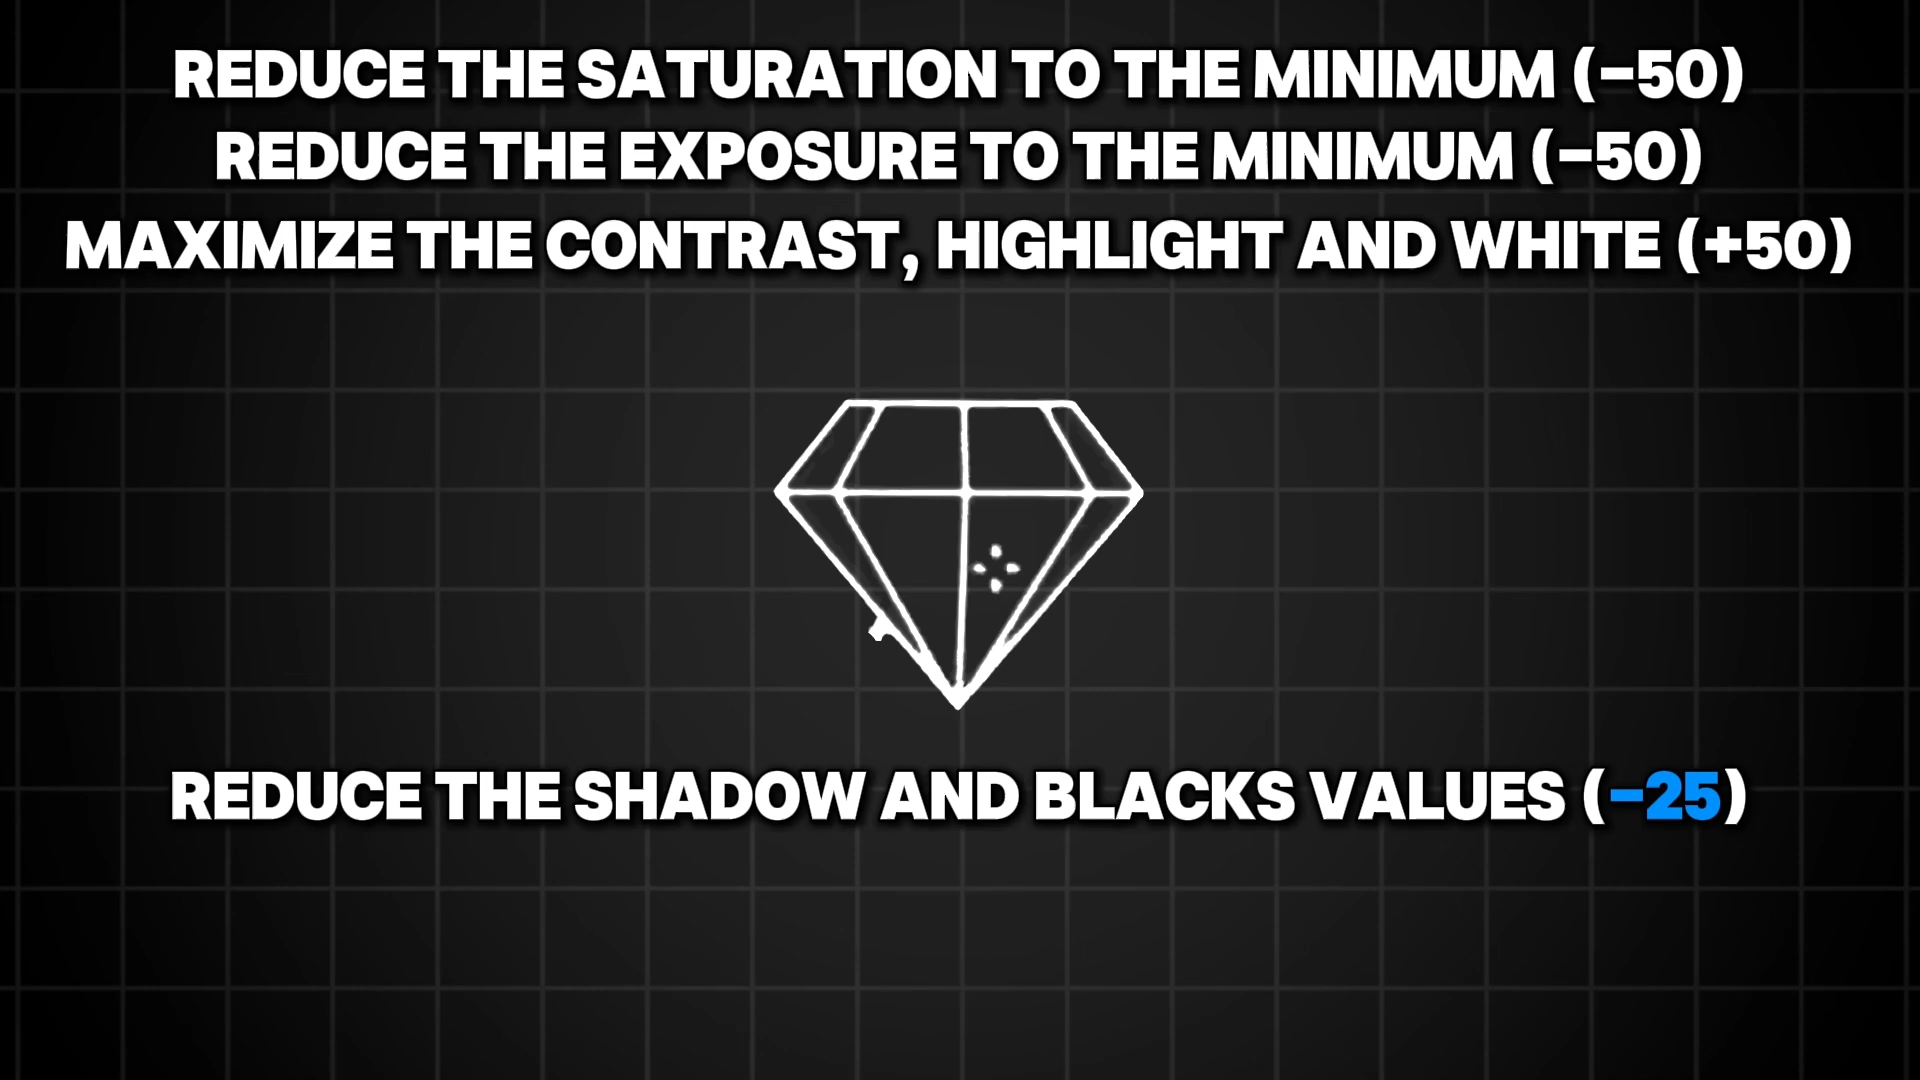 REDUCE THE SATURATION TO THE MINIMUM (-50)
REDUCE THE EXPOSURE TO THE MINIMUM (-50)
MAXIMIZE THE CONTRAST, HIGHLIGHT AND WHITE (+50)
REDUCE THE SHADOW AND BLACKS VALUES (-25)